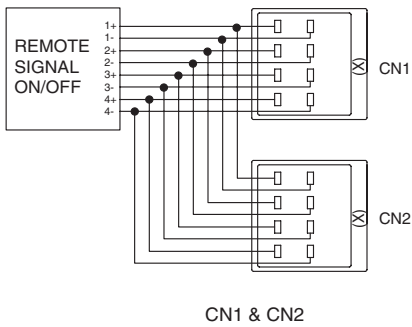 REMOTE
SIGNAL
ON/OFF
1+
1-
2+
2-
3+
3-
4+
4-
CN1
CN2
CN1 & CN2